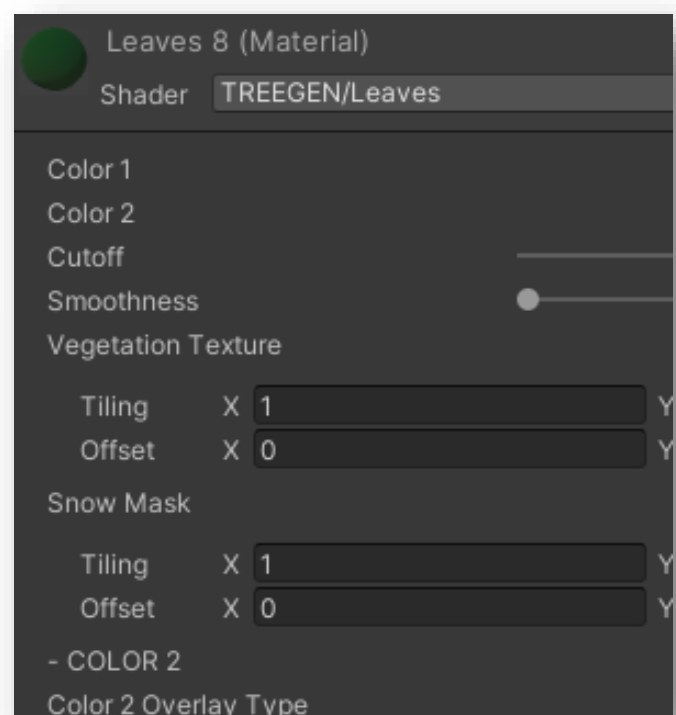 Leaves 8 (Material)
Shader TREEGEN/Leaves
Color 1
Color 2
Cutoff
Smoothness
Vegetation Texture
Tiling X 1 Y
Offset X 0 Y
Snow Mask
Tiling X 1 Y
Offset X 0 Y
- COLOR 2
Color 2 Overlay Type